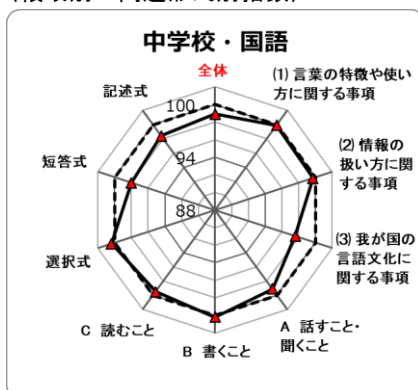 中学校・国語
全体
(1) 言葉の特徴や使い
方に関する事項
(2) 情報の
扱い方に関
する事項
(3) 我が国の
言語文化に
関する事項
A 話すこと・
聞くこと
B 書くこと
C 読むこと
選択式
短答式
記述式
100
94
88